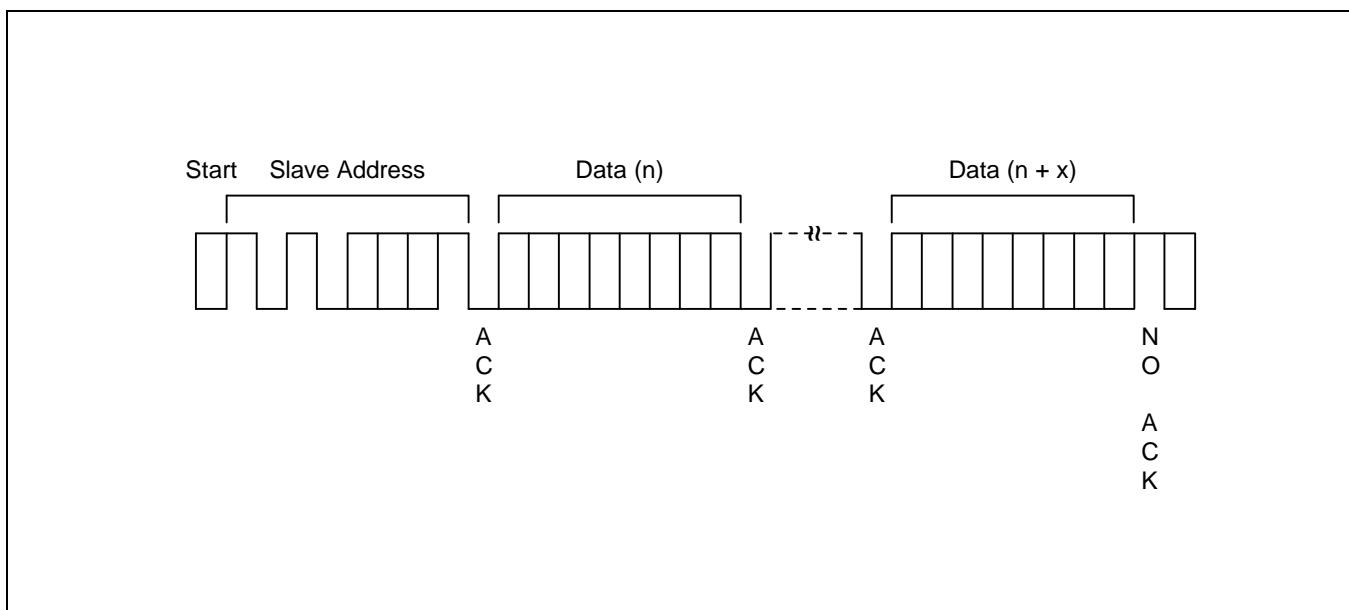 Start Slave Address Data (n) Data (n + x)
A A A N
C C C O
K K K
A
C
K